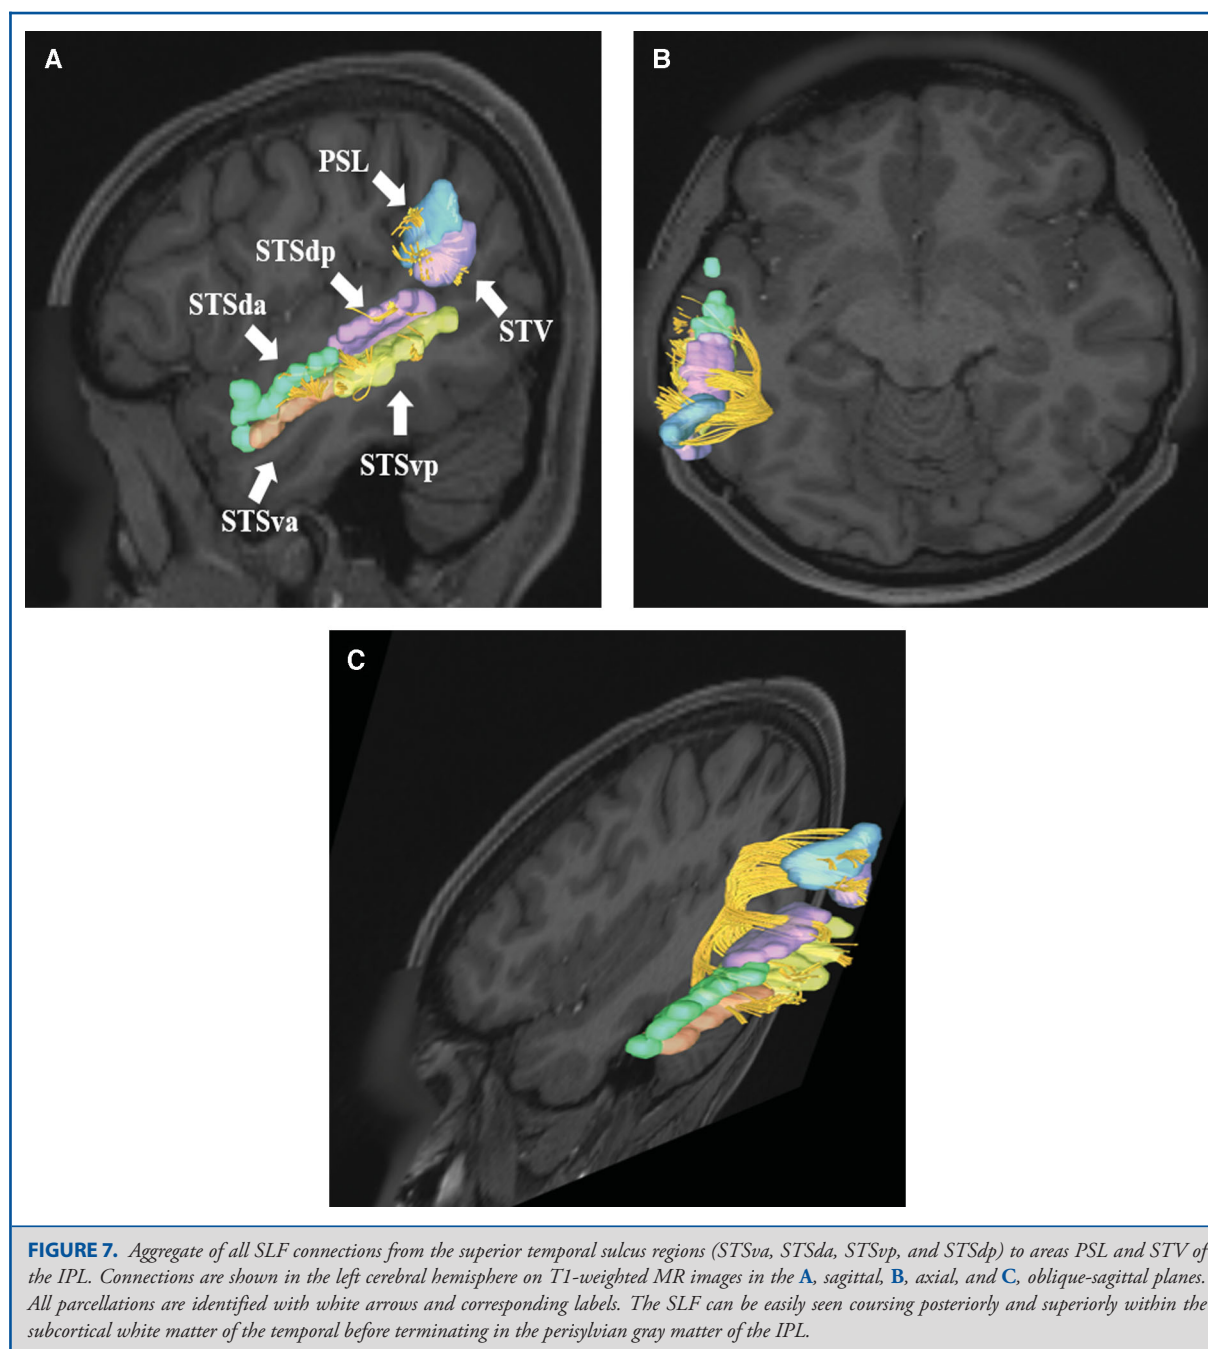 A
B
PSL
STSdp
STSda
STV
STSvp
STSva
C
FIGURE 7. Aggregate of all SLF connections from the superior temporal sulcus regions (STSva, STSda, STSvp, and STSdp) to areas PSL and STV of
the IPL. Connections are shown in the left cerebral hemisphere on T1-weighted MR images in the A, sagittal, B, axial, and C, oblique-sagittal planes.
All parcellations are identified with white arrows and corresponding labels. The SLF can be easily seen coursing posteriorly and superiorly within the
subcortical white matter of the temporal before terminating in the perisylvian gray matter of the IPL.